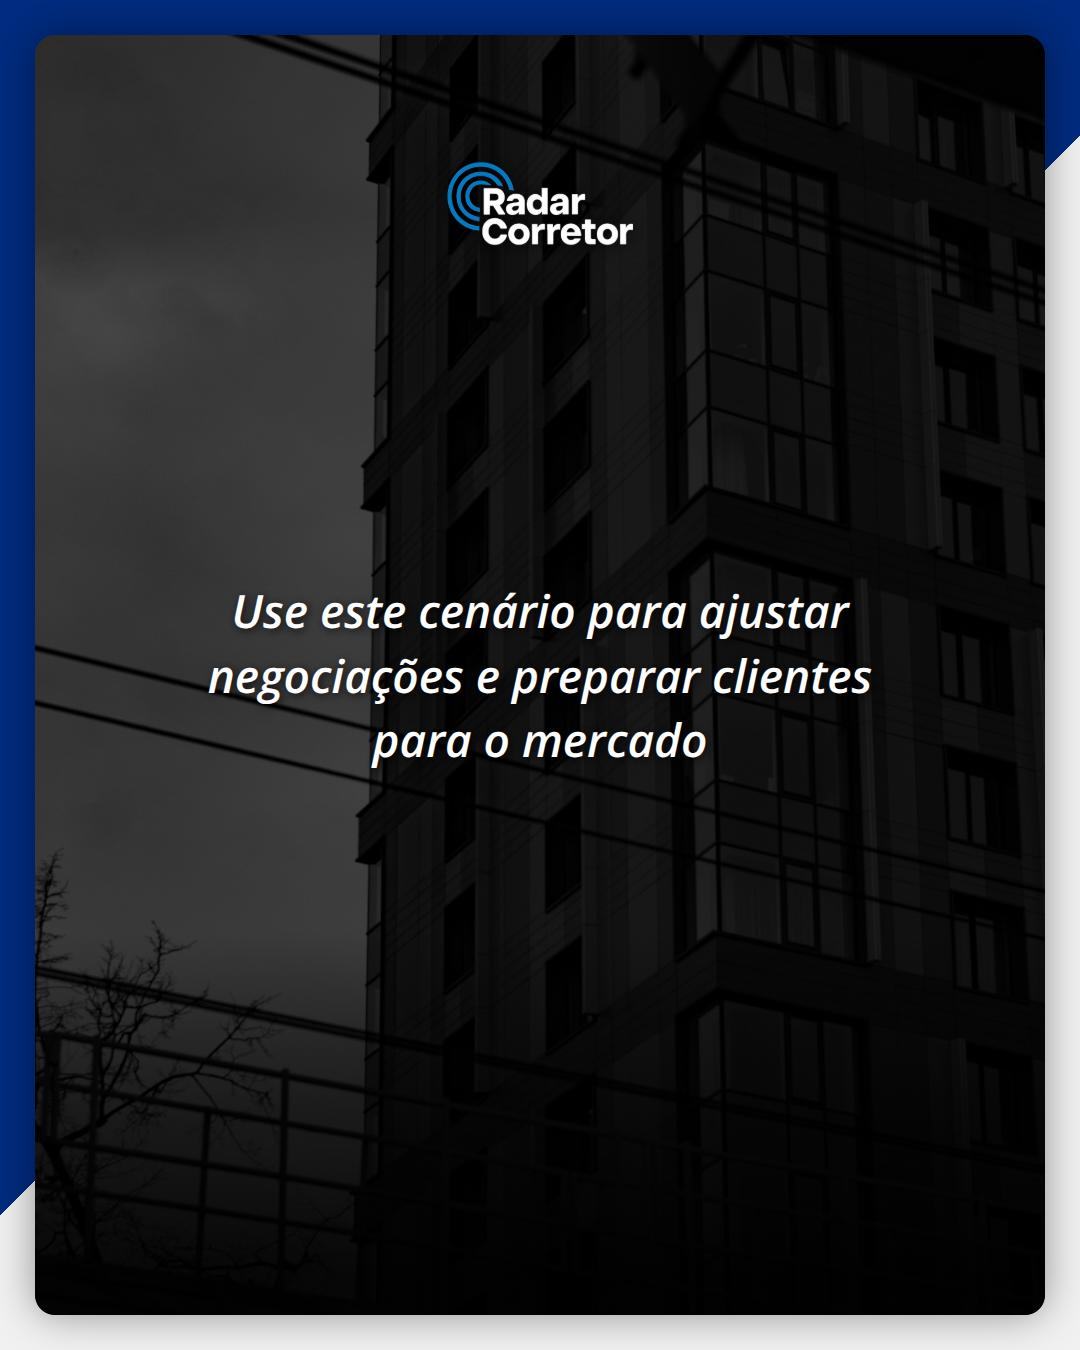 Radar
Corretor
Use este cenário para ajustar
negociações e preparar clientes
para o mercado